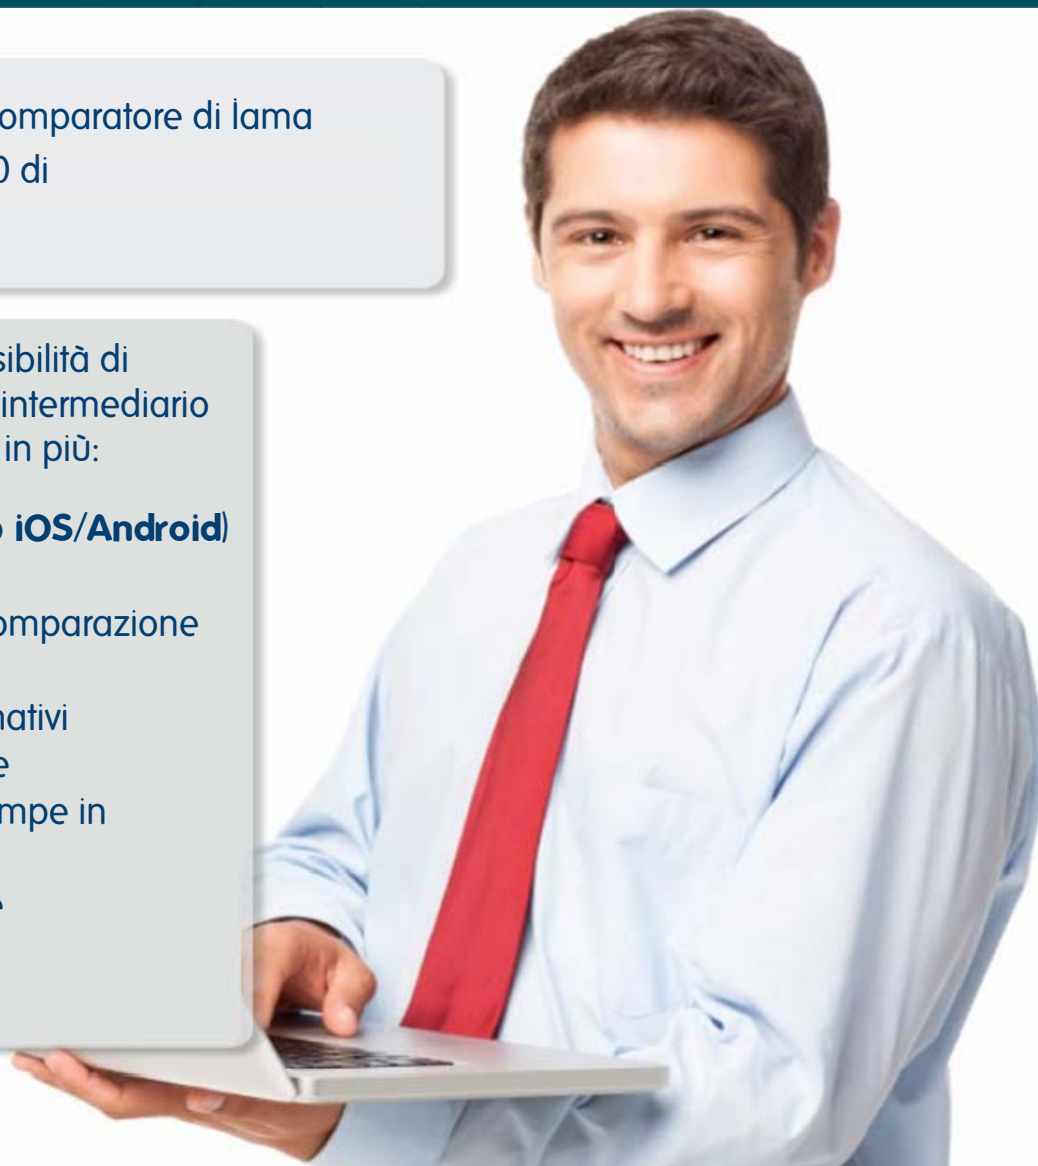 omparatore di lama
0 di
sibilità di
intermediario
in più:
o iOS/Android)
omparazione
nativi
e
mpe in
e